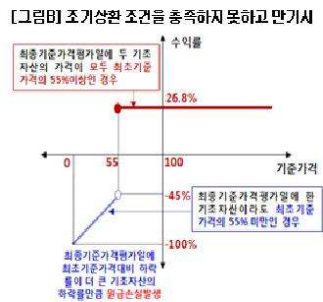 [그림B] 조기상환 조건을 충족하지 못하고 만기시
수익률
최종기준가격평가일에 두 기초
자산의 가격이 모두 최초기준
가격의 55%이상인 경우
26.8%
0
55
100
기준가격
-45%
최종기준가격평가일에 한
기초자산이라도 최초기준
가격의 55%미만인 경우
-100%
최종기준가격평가일에
최초기준가격대비 하락
률이 더 큰 기초자산의
하락률만큼 원금손실발생